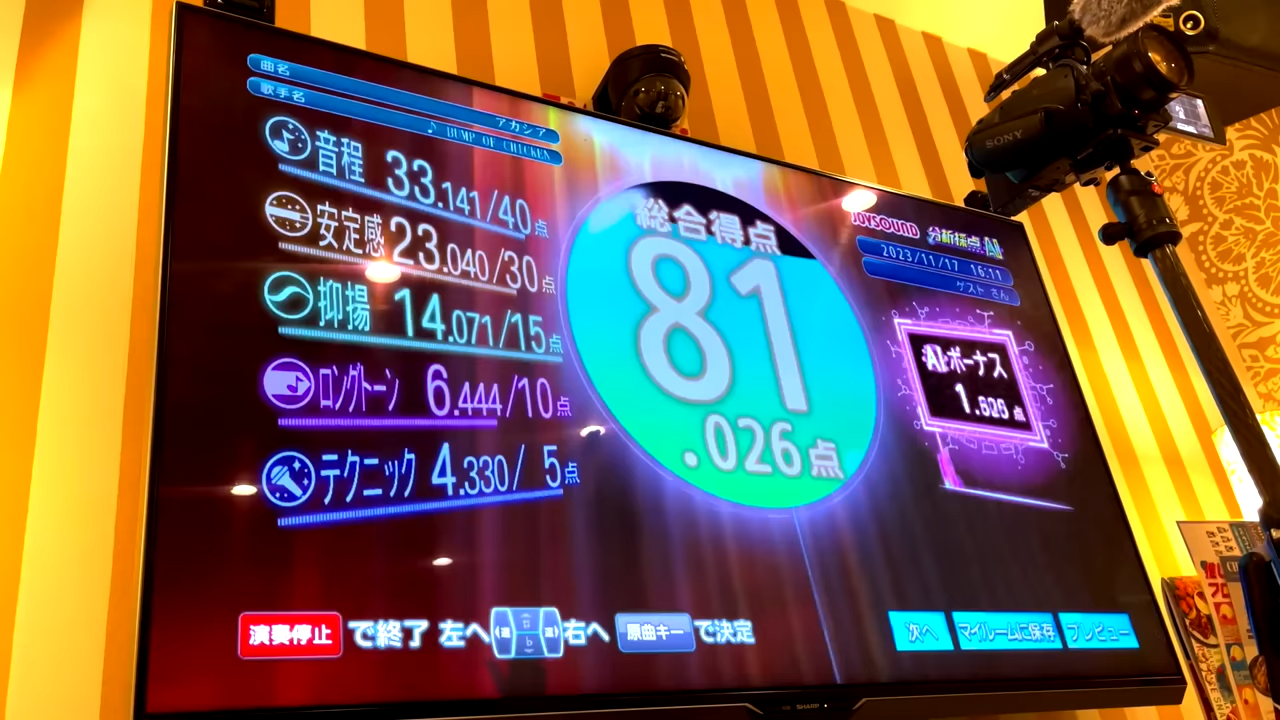 曲名
アカシア
歌手名
♪ BUMP OF CHICKEN
音程 33.141/40点
安定感 23.040/30点
抑揚 14.071/15点
ロングトーン 6.444/10点
テクニック 4.330/ 5点
総合得点
81
.026点
JOYSOUND 分析採点AI
2023/11/17 16:11
ゲスト さん
AIボーナス
点
演奏停止 で終了 左へ 右へ 原曲キー で決定
次へ マイルームに保存 プレビュー
SHARP
SONY